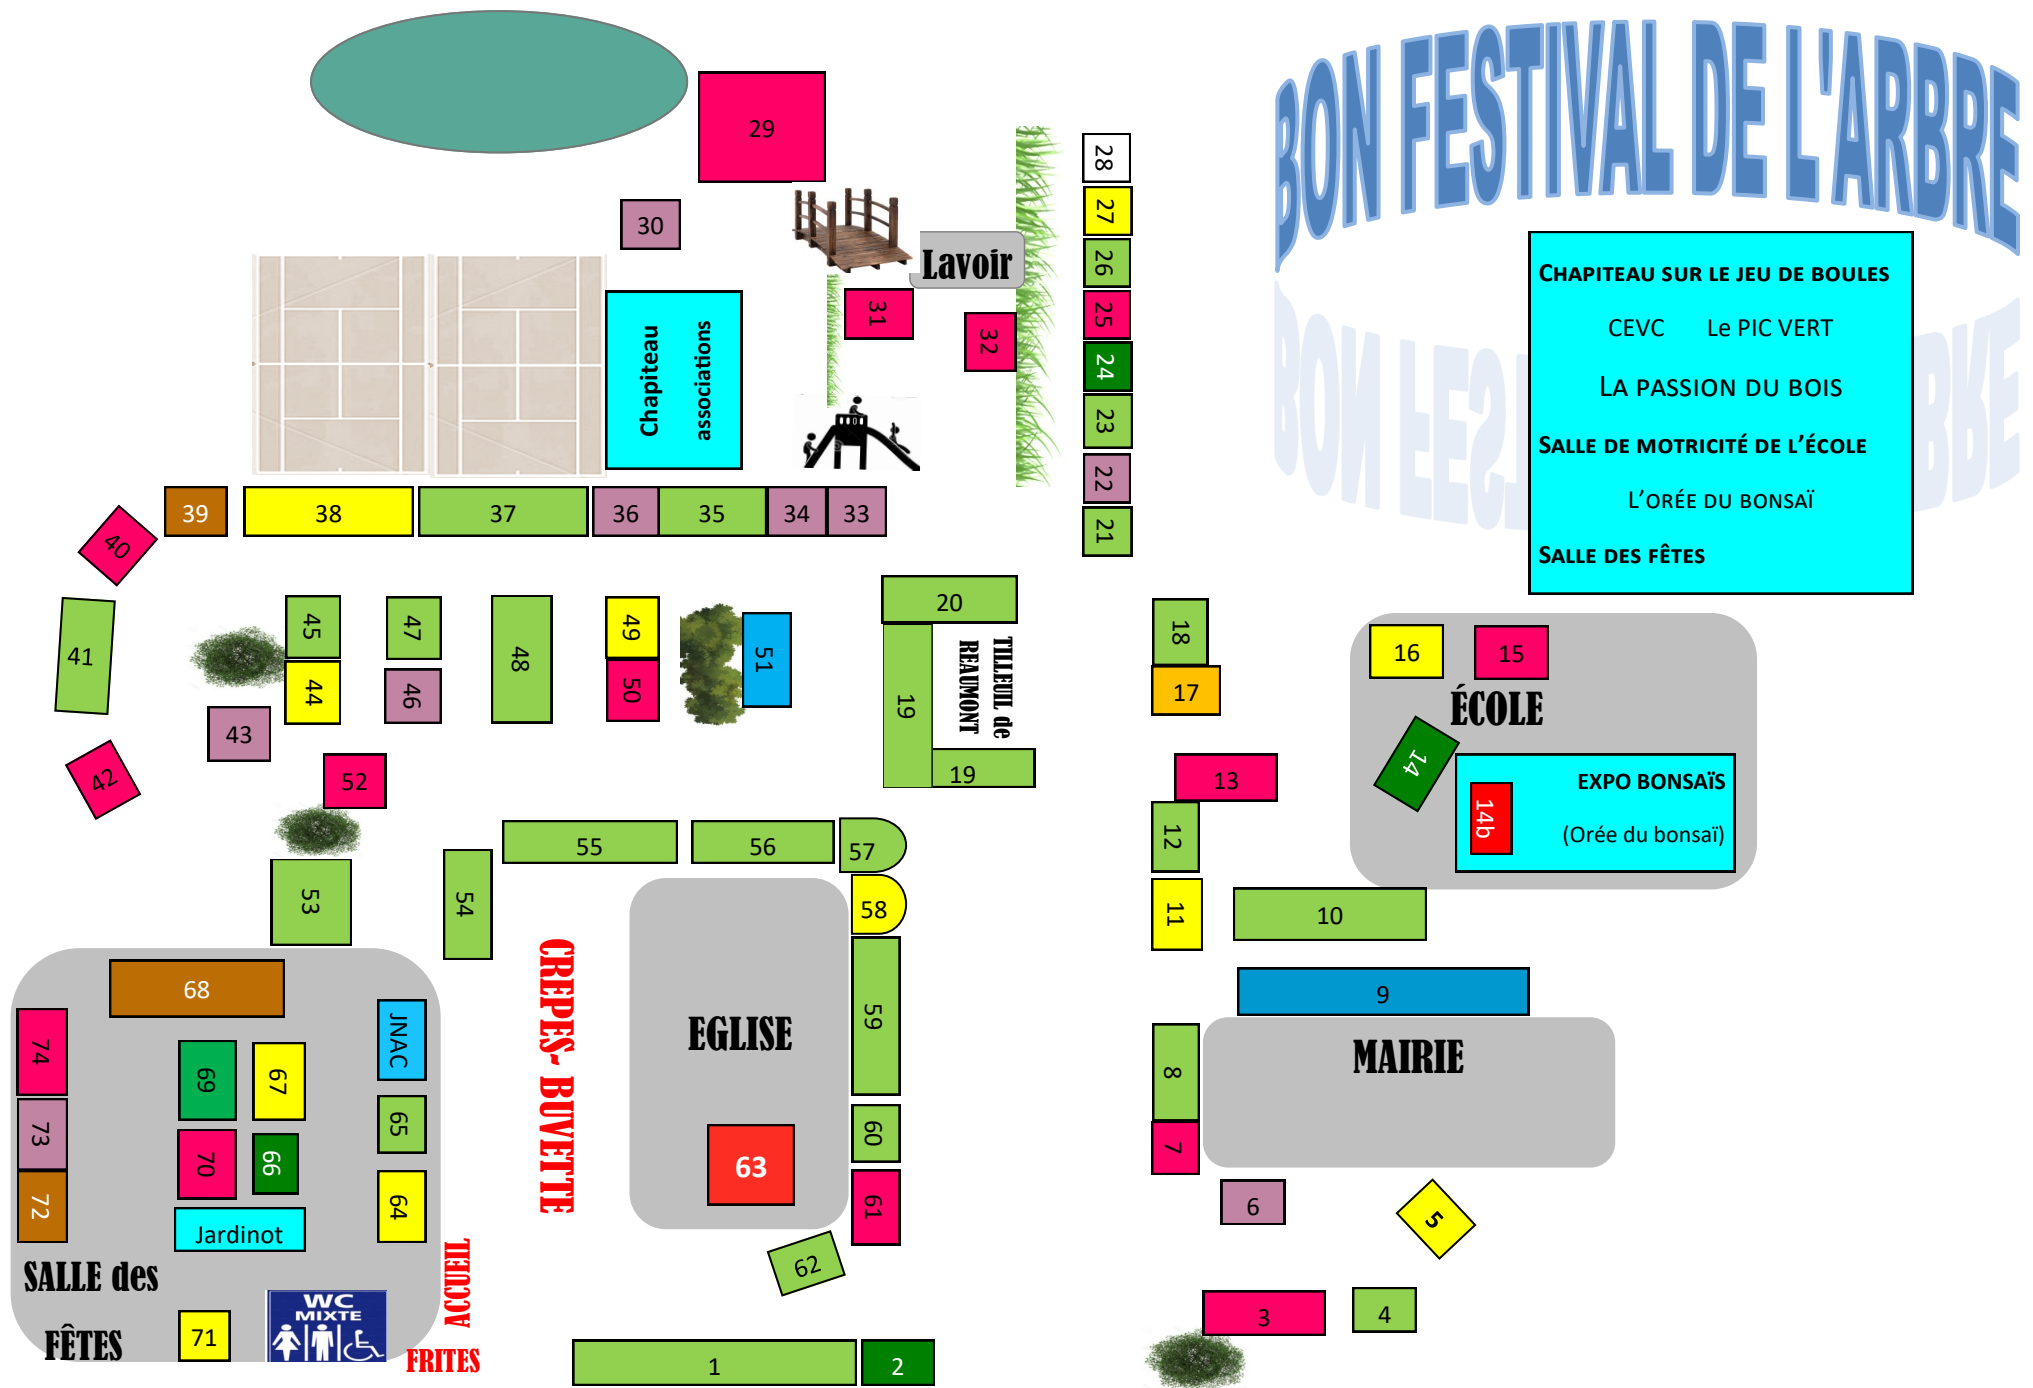 BON FESTIVAL DE L'ARBRE
CHAPITEAU SUR LE JEU DE BOULES
CEVC Le PIC VERT
LA PASSION DU BOIS
SALLE DE MOTRICITÉ DE L'ÉCOLE
L'ORÉE DU BONSAÏ
SALLE DES FÊTES
29
28
27
26
25
24
23
22
21
30
Lavoir
31
32
Chapiteau
associations
39
38
37
36
35
34
33
40
41
42
43
45
44
47
46
48
49
50
51
52
20
19
19
TILLEUL de
REAUMONT
18
17
16
15
ÉCOLE
14
13
12
11
EXPO BONSAÏS
14b
(Orée du bonsaï)
10
9
MAIRIE
8
7
6
5
3
4
53
54
55
56
57
58
59
60
61
62
EGLISE
63
CREPES- BUVETTE
68
74
73
72
69
67
70
66
JNAC
65
64
Jardinot
SALLE des
FÊTES
71
WC
MIXTE
ACCUEIL
FRITES
1
2